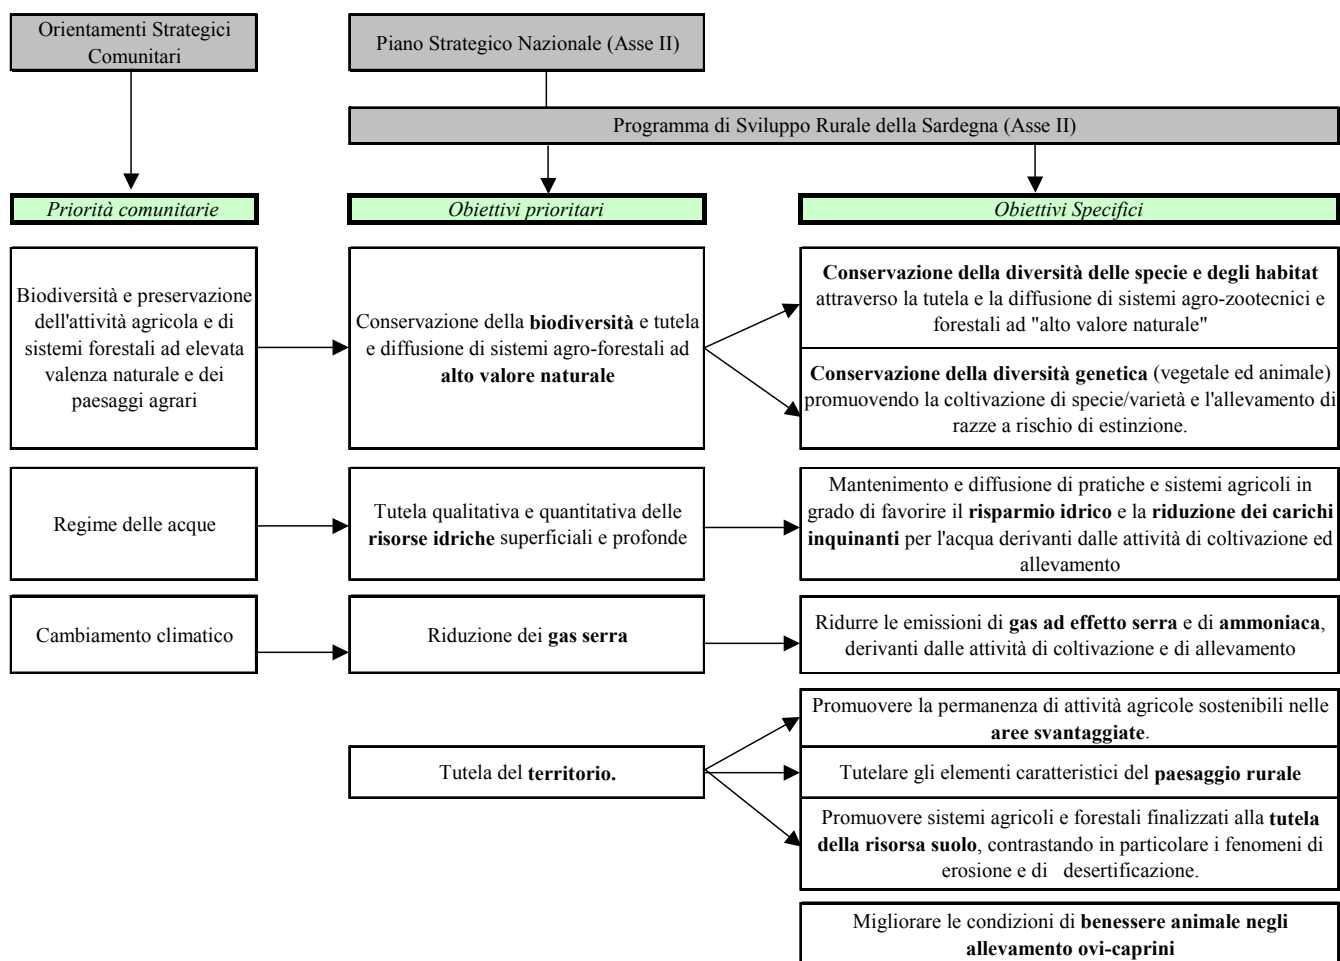 Orientamenti Strategici
Comunitari
Piano Strategico Nazionale (Asse II)
Programma di Sviluppo Rurale della Sardegna (Asse II)
Priorità comunitarie
Obiettivi prioritari
Obiettivi Specifici
Biodiversità e preservazione
dell'attività agricola e di
sistemi forestali ad elevata
valenza naturale e dei
paesaggi agrari
Conservazione della biodiversità e tutela
e diffusione di sistemi agro-forestali ad
alto valore naturale
Conservazione della diversità delle specie e degli habitat
attraverso la tutela e la diffusione di sistemi agro-zootecnici e
forestali ad "alto valore naturale"
Conservazione della diversità genetica (vegetale ed animale)
promuovendo la coltivazione di specie/varietà e l'allevamento di
razze a rischio di estinzione.
Regime delle acque
Tutela qualitativa e quantitativa delle
risorse idriche superficiali e profonde
Mantenimento e diffusione di pratiche e sistemi agricoli in
grado di favorire il risparmio idrico e la riduzione dei carichi
inquinanti per l'acqua derivanti dalle attività di coltivazione ed
allevamento
Cambiamento climatico
Riduzione dei gas serra
Ridurre le emissioni di gas ad effetto serra e di ammoniaca,
derivanti dalle attività di coltivazione e di allevamento
Tutela del territorio.
Promuovere la permanenza di attività agricole sostenibili nelle
aree svantaggiate.
Tutelare gli elementi caratteristici del paesaggio rurale
Promuovere sistemi agricoli e forestali finalizzati alla tutela
della risorsa suolo, contrastando in particolare i fenomeni di
erosione e di desertificazione.
Migliorare le condizioni di benessere animale negli
allevamento ovi-caprini